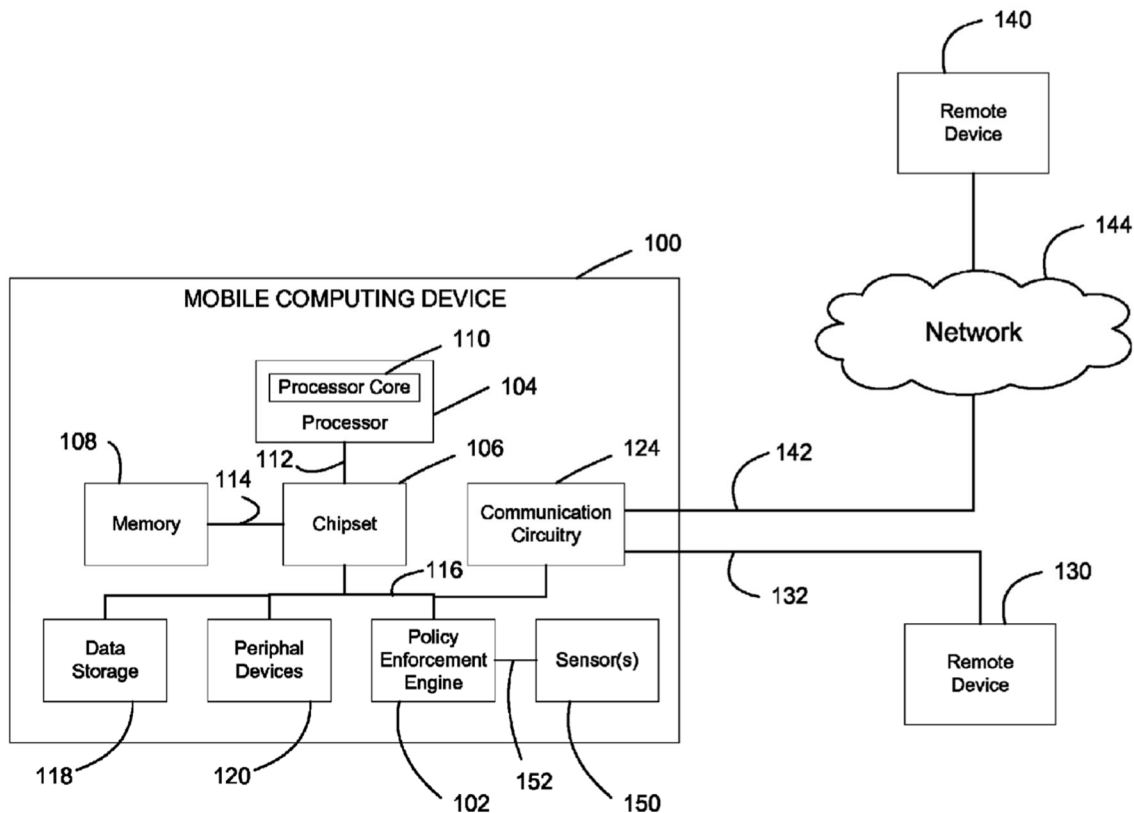 140
Remote
Device
144
100
MOBILE COMPUTING DEVICE
Network
110
Processor Core
104
Processor
108
112
106
124
142
114
Memory
Chipset
Communication
Circuitry
116
132
130
Data
Storage
Periphal
Devices
Policy
Enforcement
Engine
Sensor(s)
Remote
Device
118
120
102
152
150